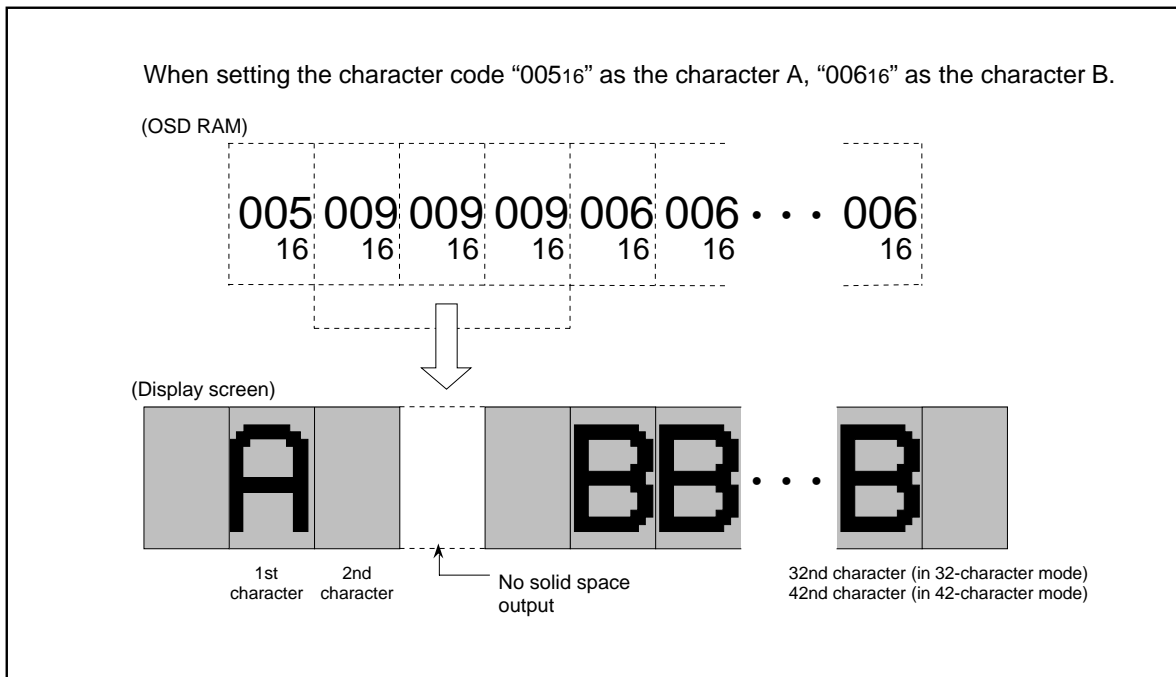 When setting the character code “00516” as the character A, “00616” as the character B.
(OSD RAM)
005 009 009 009 006 006 · · · 006
16 16 16 16 16 16 16
(Display screen)
A BB · · · B
1st character
2nd character
No solid space output
32nd character (in 32-character mode)
42nd character (in 42-character mode)